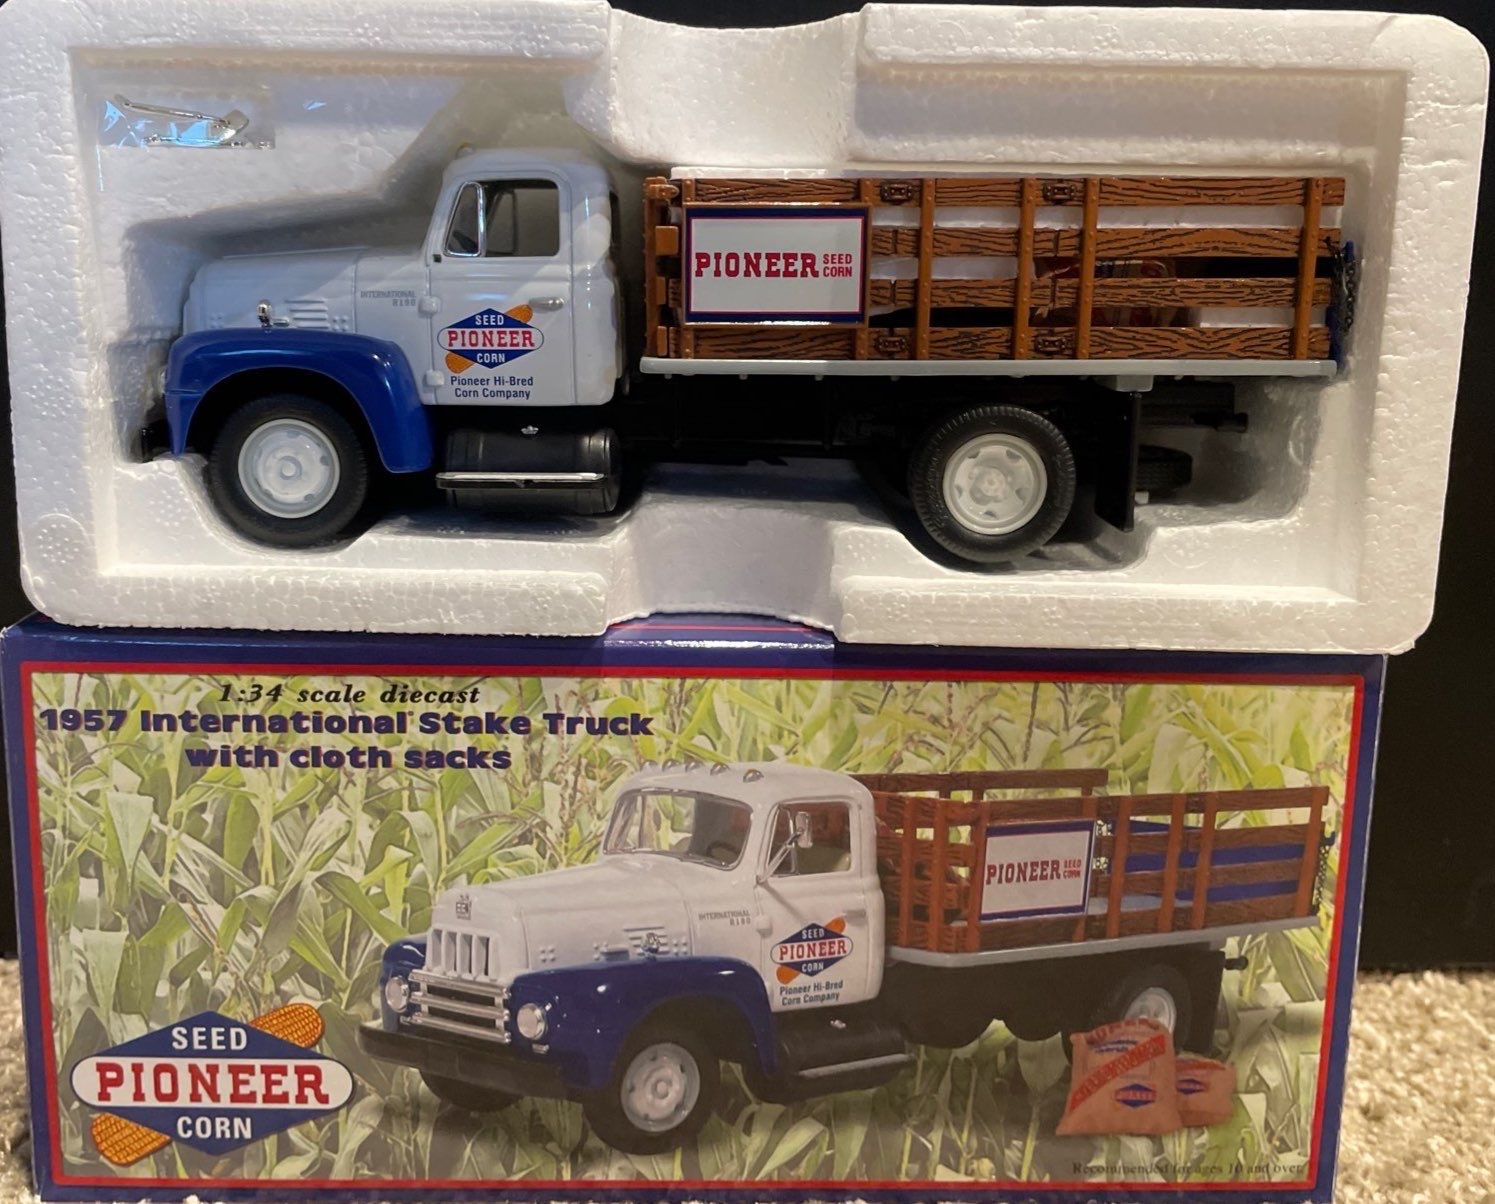 INTERNATIONAL
R190
SEED
PIONEER
CORN
Pioneer Hi-Bred
Corn Company
PIONEER SEED
CORN
1:34 scale diecast
1957 International Stake Truck
with cloth sacks
INTERNATIONAL
R190
SEED
PIONEER
CORN
Pioneer Hi-Bred
Corn Company
PIONEER SEED
CORN
SEED
PIONEER
CORN
PIONEER
Recommended for ages 10 and over.